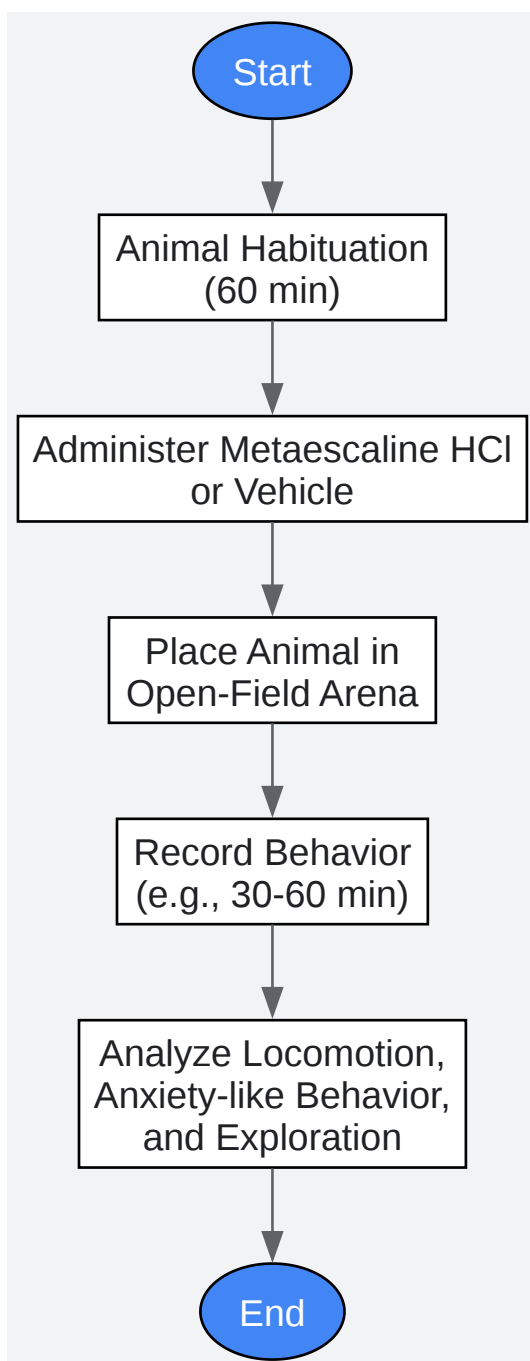 Start
Animal Habituation
(60 min)
Administer Metaescaline HCl
or Vehicle
Place Animal in
Open-Field Arena
Record Behavior
(e.g., 30-60 min)
Analyze Locomotion,
Anxiety-like Behavior,
and Exploration
End